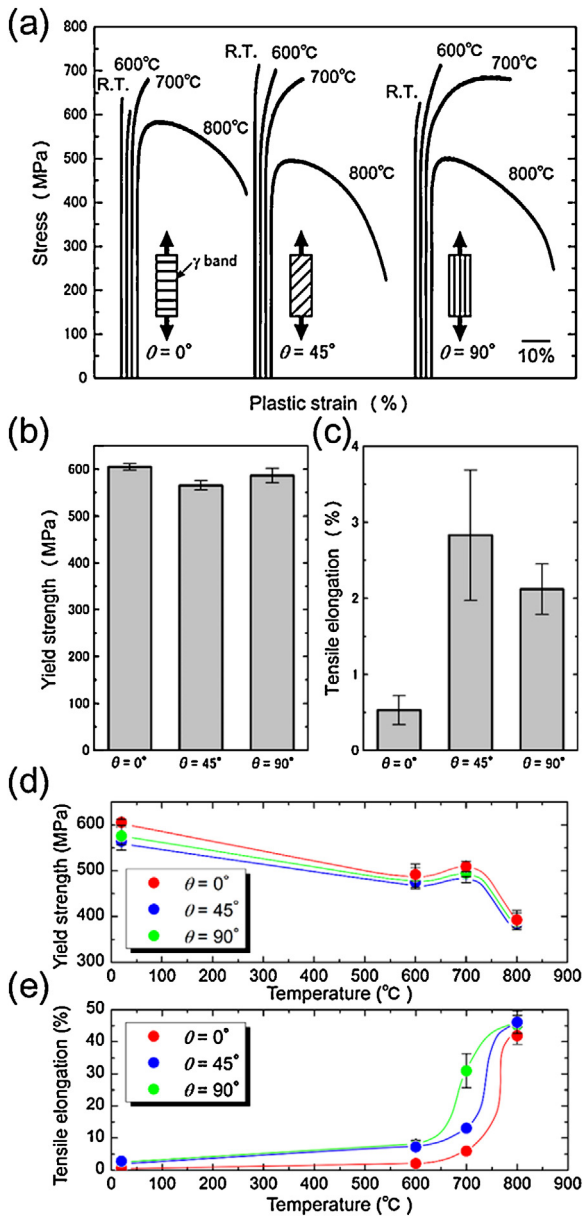 (a)
Stress (MPa)
800
700
600
500
400
300
200
100
0
R.T.
600℃
700℃
800℃
R.T.
600℃
700℃
800℃
R.T.
600℃
700℃
800℃
γ band
θ = 0°
θ = 45°
θ = 90°
10%
Plastic strain (%)
(b)
Yield strength (MPa)
600
500
400
300
200
100
0
θ = 0°
θ = 45°
θ = 90°
(c)
Tensile elongation (%)
4
3
2
1
0
θ = 0°
θ = 45°
θ = 90°
(d)
Yield strength (MPa)
600
500
400
300
θ = 0°
θ = 45°
θ = 90°
0 100 200 300 400 500 600 700 800 900
Temperature (℃)
(e)
Tensile elongation (%)
50
40
30
20
10
0
θ = 0°
θ = 45°
θ = 90°
0 100 200 300 400 500 600 700 800 900
Temperature (℃)